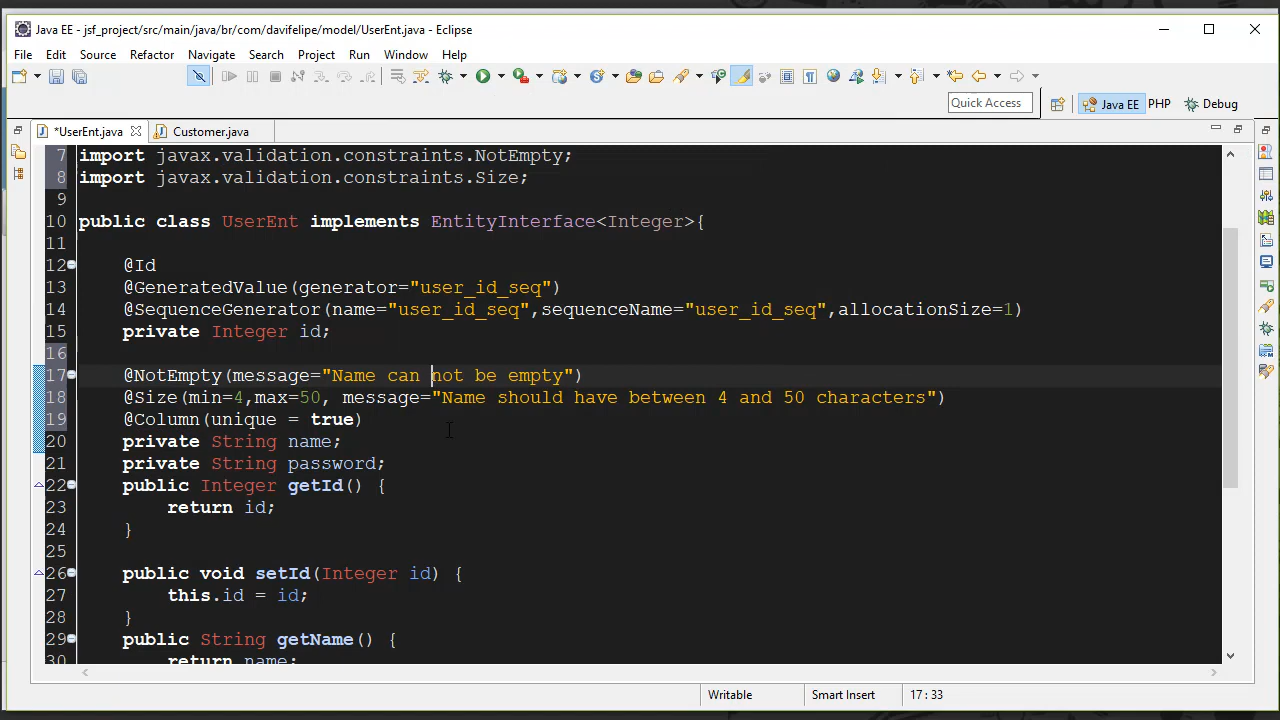 Java EE - jsf_project/src/main/java/br/com/davifelipe/model/UserEnt.java - Eclipse
File Edit Source Refactor Navigate Search Project Run Window Help
Quick Access Java EE PHP Debug
*UserEnt.java Customer.java
7 import javax.validation.constraints.NotEmpty;
8 import javax.validation.constraints.Size;
9
10 public class UserEnt implements EntityInterface<Integer>{
11
12 @Id
13 @GeneratedValue(generator="user_id_seq")
14 @SequenceGenerator(name="user_id_seq",sequenceName="user_id_seq",allocationSize=1)
15 private Integer id;
16
17 @NotEmpty(message="Name can not be empty")
18 @Size(min=4,max=50, message="Name should have between 4 and 50 characters")
19 @Column(unique = true)
20 private String name;
21 private String password;
22 public Integer getId() {
23 return id;
24 }
25
26 public void setId(Integer id) {
27 this.id = id;
28 }
29 public String getName() {
30 return name;
Writable Smart Insert 17 : 33